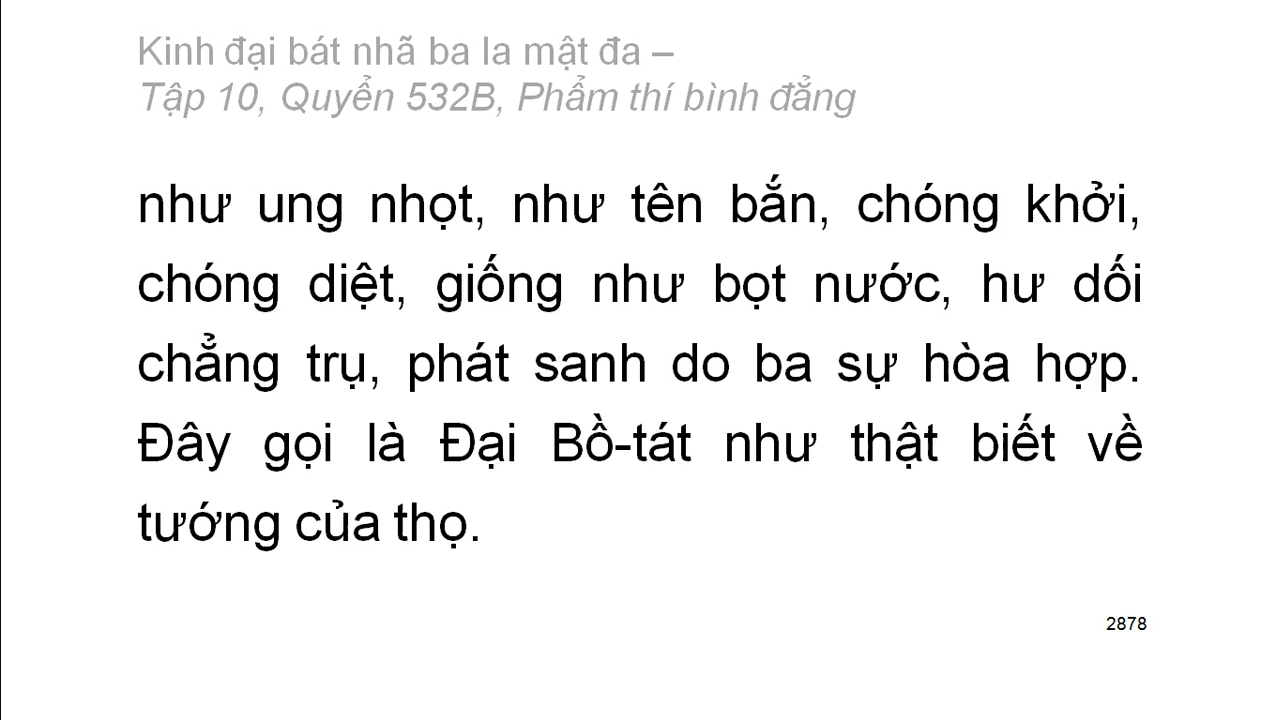 Kinh đại bát nhã ba la mật đa –
Tập 10, Quyển 532B, Phẩm thí bình đẳng
như ung nhọt, như tên bắn, chóng khởi,
chóng diệt, giống như bọt nước, hư dối
chẳng trụ, phát sanh do ba sự hòa hợp.
Đây gọi là Đại Bồ-tát như thật biết về
tướng của thọ.
2878